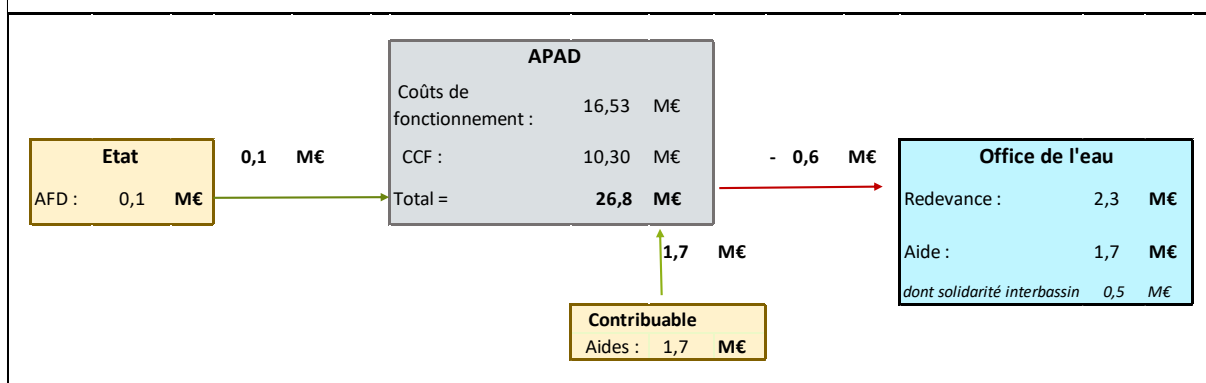 APAD
Coûts de
fonctionnement :
16,53 M€
CCF :
10,30 M€
Total =
26,8 M€
Etat
AFD : 0,1 M€
0,1 M€
- 0,6 M€
Office de l'eau
Redevance : 2,3 M€
Aide : 1,7 M€
dont solidarité interbassin 0,5 M€
1,7 M€
Contribuable
Aides : 1,7 M€